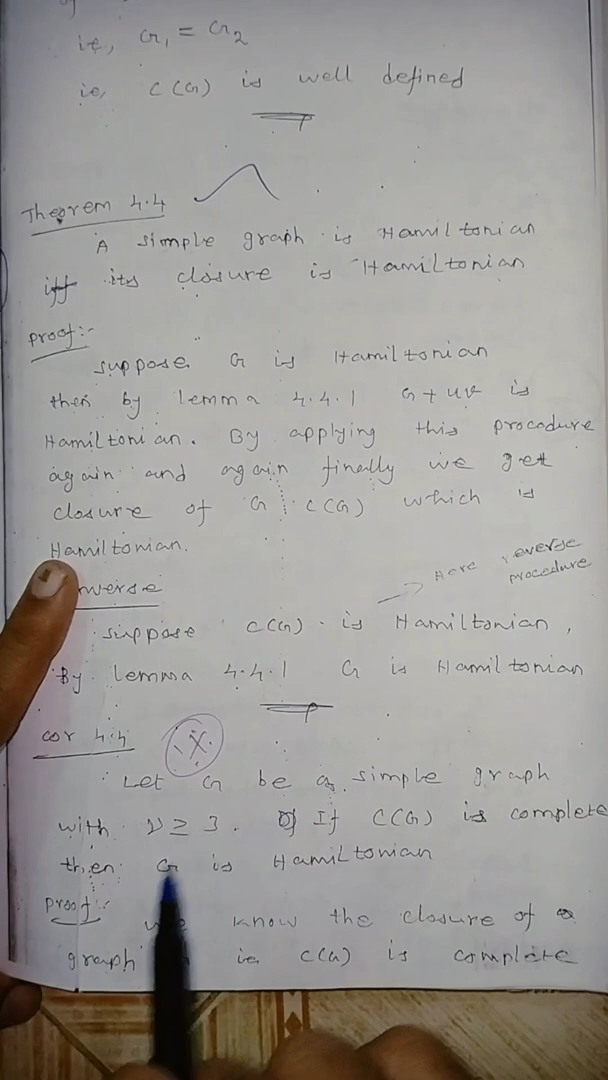 ie, G₁ = G₂
ie, C(G) is well defined
Theorem 4.4
A simple graph is Hamiltonian
iff its closure is Hamiltonian
proof:-
suppose G is Hamiltonian
then by lemma 4.4.1 G + uv is
Hamiltonian. By applying this procedure
again and again finally we get
closure of G C(G) which is
Hamiltonian.
Here reverse
procedure
nverse
suppose C(G) is Hamiltonian,
By lemma 4.4.1 G is Hamiltonian
cor 4.4
Let G be a simple graph
with ν ≥ 3. If C(G) is complete
then G is Hamiltonian
Proof:-
know the closure of a
graph ie C(G) is complete